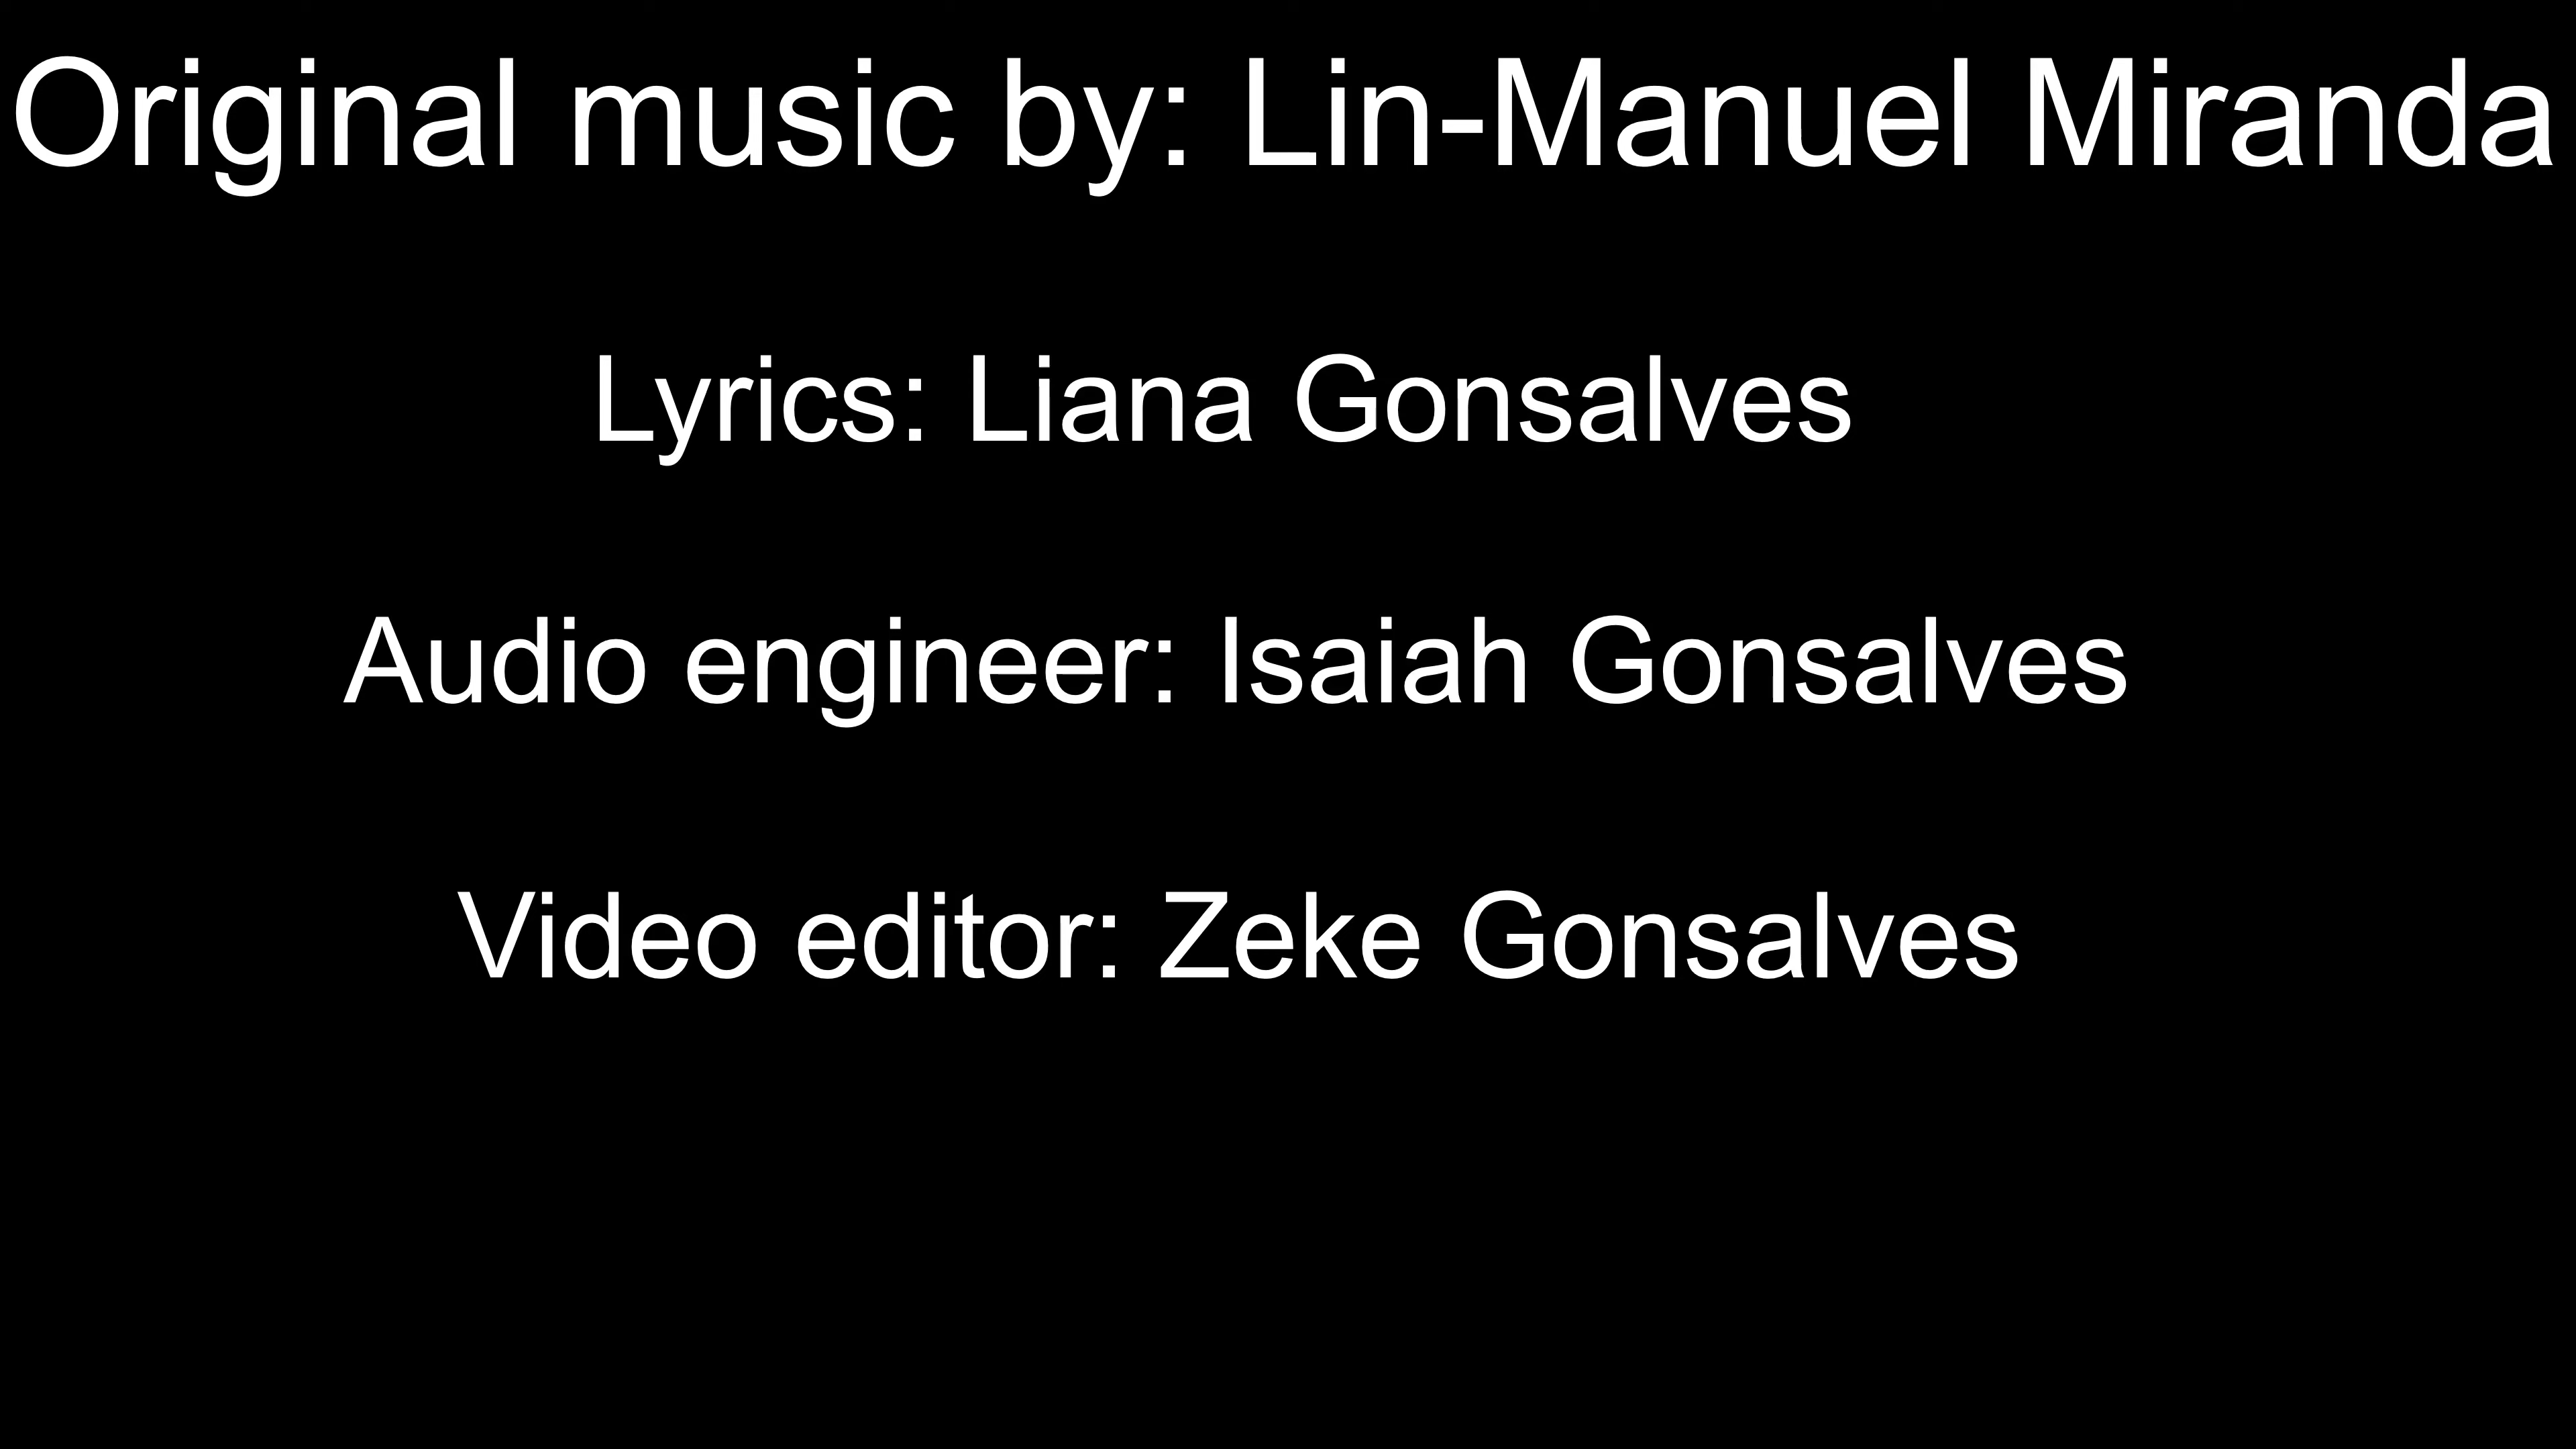 Original music by: Lin-Manuel Miranda
Lyrics: Liana Gonsalves
Audio engineer: Isaiah Gonsalves
Video editor: Zeke Gonsalves